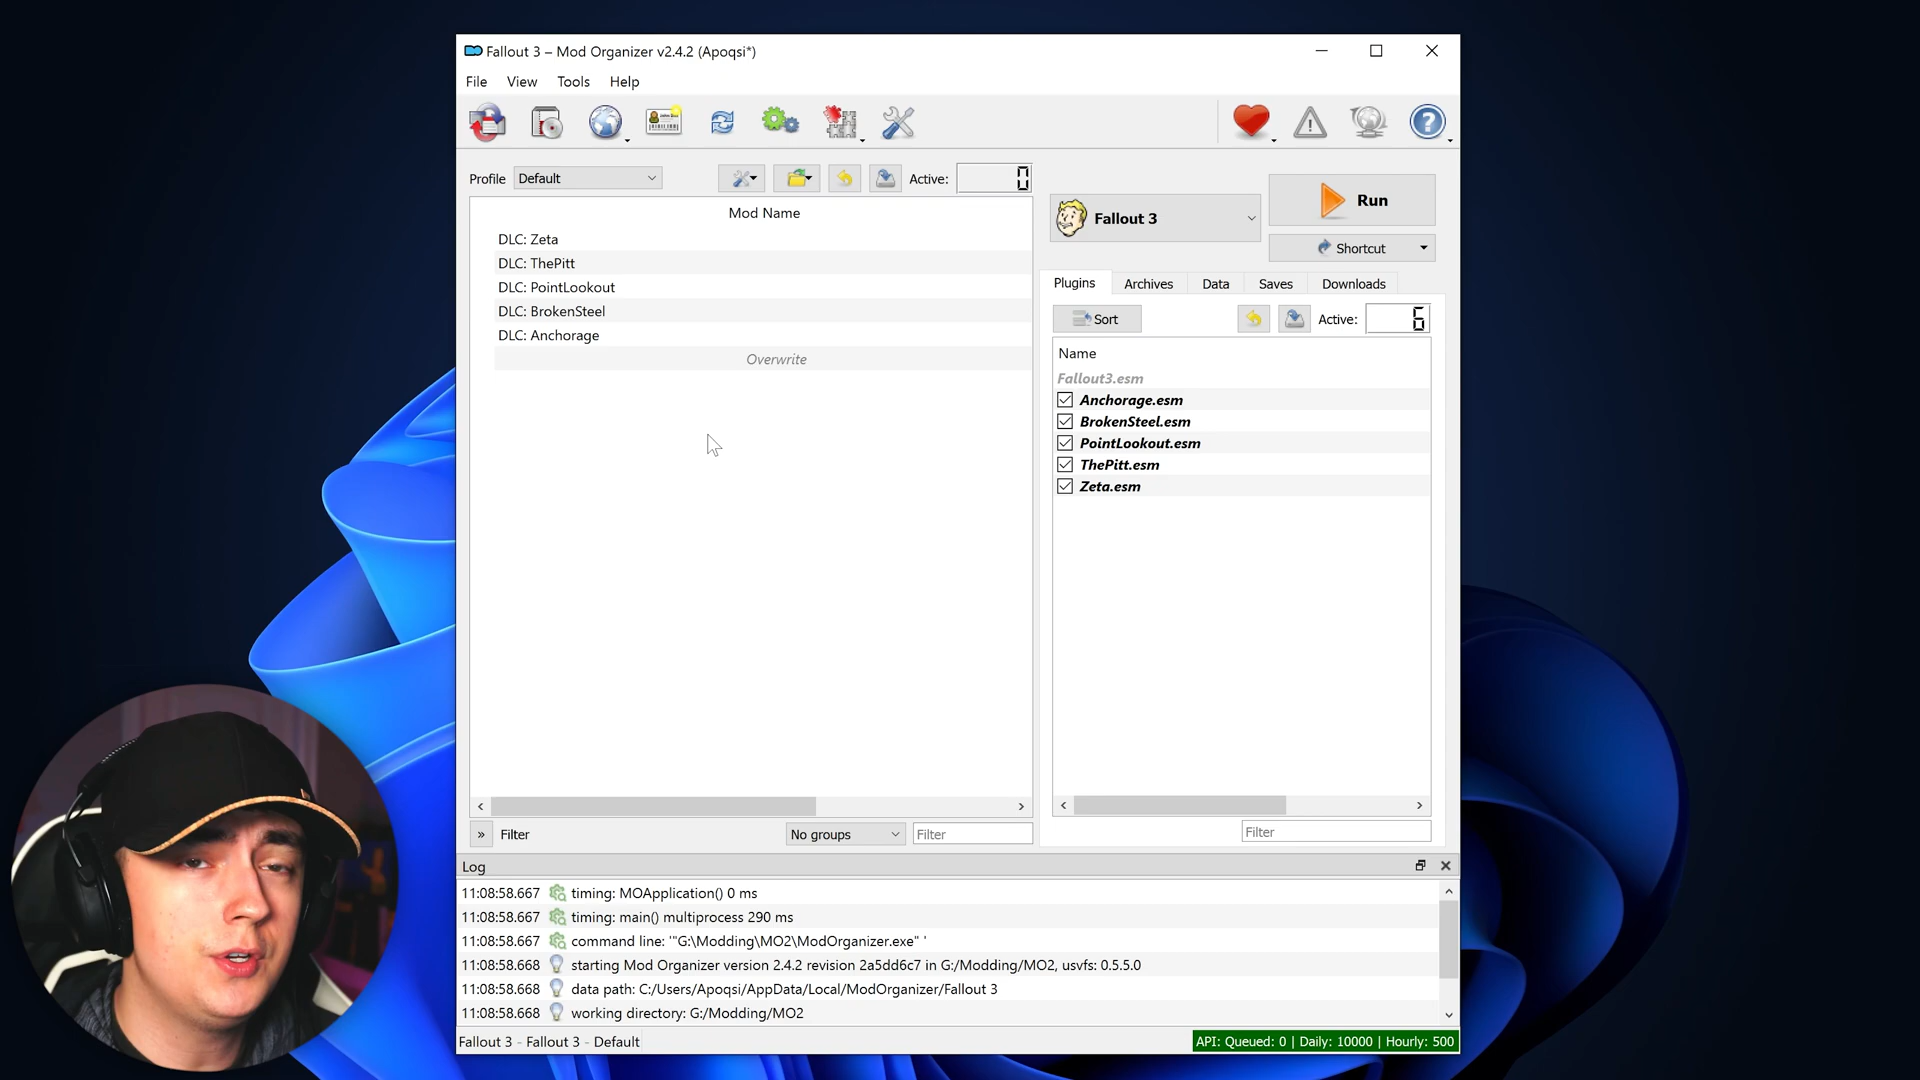 Fallout 3 – Mod Organizer v2.4.2 (Apoqsi*)
File View Tools Help
Profile Default Active: 0
Mod Name
DLC: Zeta
DLC: ThePitt
DLC: PointLookout
DLC: BrokenSteel
DLC: Anchorage
Overwrite
» Filter No groups Filter
Fallout 3
Run
Shortcut
Plugins Archives Data Saves Downloads
Sort Active: 6
Name
Fallout3.esm
Anchorage.esm
BrokenSteel.esm
PointLookout.esm
ThePitt.esm
Zeta.esm
Filter
Log
11:08:58.667 timing: MOApplication() 0 ms
11:08:58.667 timing: main() multiprocess 290 ms
11:08:58.667 command line: '"G:\Modding\MO2\ModOrganizer.exe" '
11:08:58.668 starting Mod Organizer version 2.4.2 revision 2a5dd6c7 in G:/Modding/MO2, usvfs: 0.5.5.0
11:08:58.668 data path: C:/Users/Apoqsi/AppData/Local/ModOrganizer/Fallout 3
11:08:58.668 working directory: G:/Modding/MO2
Fallout 3 - Fallout 3 - Default
API: Queued: 0 | Daily: 10000 | Hourly: 500